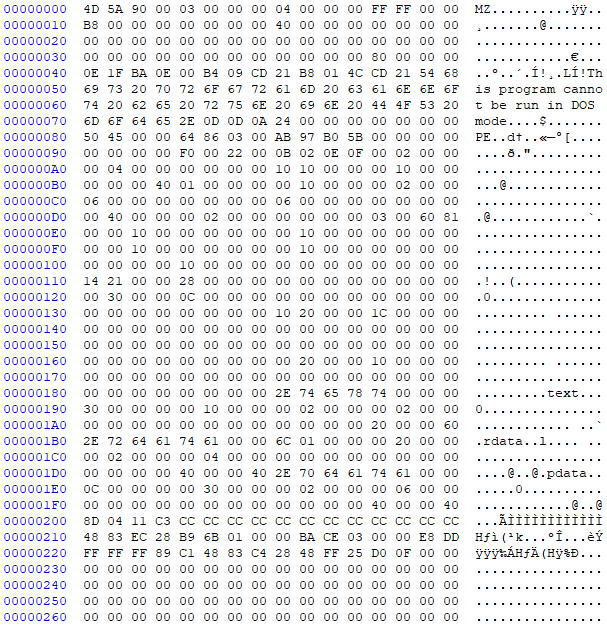 00000000 4D 5A 90 00 03 00 00 00 04 00 00 00 FF FF 00 00 MZ..........ÿÿ..
00000010 B8 00 00 00 00 00 00 00 40 00 00 00 00 00 00 00 ¸.......@.......
00000020 00 00 00 00 00 00 00 00 00 00 00 00 00 00 00 00 ................
00000030 00 00 00 00 00 00 00 00 00 00 00 00 80 00 00 00 ............€...
00000040 0E 1F BA 0E 00 B4 09 CD 21 B8 01 4C CD 21 54 68 ..º..´.Í!¸.LÍ!Th
00000050 69 73 20 70 72 6F 67 72 61 6D 20 63 61 6E 6E 6F is program canno
00000060 74 20 62 65 20 72 75 6E 20 69 6E 20 44 4F 53 20 t be run in DOS
00000070 6D 6F 64 65 2E 0D 0D 0A 24 00 00 00 00 00 00 00 mode....$.......
00000080 50 45 00 00 64 86 03 00 AB 97 B0 5B 00 00 00 00 PE..d†..«—°[....
00000090 00 00 00 00 F0 00 22 00 0B 02 0E 0F 00 02 00 00 ....ð.".........
000000A0 00 04 00 00 00 00 00 00 10 10 00 00 00 10 00 00 ................
000000B0 00 00 00 40 01 00 00 00 00 10 00 00 00 02 00 00 ...@............
000000C0 06 00 00 00 00 00 00 00 06 00 00 00 00 00 00 00 ................
000000D0 00 40 00 00 00 02 00 00 00 00 00 00 03 00 60 81 .@............`.
000000E0 00 00 10 00 00 00 00 00 00 10 00 00 00 00 00 00 ................
000000F0 00 00 10 00 00 00 00 00 00 10 00 00 00 00 00 00 ................
00000100 00 00 00 00 10 00 00 00 00 00 00 00 00 00 00 00 ................
00000110 14 21 00 00 28 00 00 00 00 00 00 00 00 00 00 00 .!..(...........
00000120 00 30 00 00 0C 00 00 00 00 00 00 00 00 00 00 00 .0..............
00000130 00 00 00 00 00 00 00 00 10 20 00 00 1C 00 00 00 ......... ......
00000140 00 00 00 00 00 00 00 00 00 00 00 00 00 00 00 00 ................
00000150 00 00 00 00 00 00 00 00 00 00 00 00 00 00 00 00 ................
00000160 00 00 00 00 00 00 00 00 00 20 00 00 10 00 00 00 ......... ......
00000170 00 00 00 00 00 00 00 00 00 00 00 00 00 00 00 00 ................
00000180 00 00 00 00 00 00 00 00 2E 74 65 78 74 00 00 00 .........text...
00000190 30 00 00 00 00 10 00 00 00 02 00 00 00 02 00 00 0...............
000001A0 00 00 00 00 00 00 00 00 00 00 00 00 20 00 00 60 ............ ..`
000001B0 2E 72 64 61 74 61 00 00 6C 01 00 00 00 20 00 00 .rdata..l.... ..
000001C0 00 02 00 00 00 04 00 00 00 00 00 00 00 00 00 00 ................
000001D0 00 00 00 00 40 00 00 40 2E 70 64 61 74 61 00 00 ....@..@.pdata..
000001E0 0C 00 00 00 00 30 00 00 00 02 00 00 00 06 00 00 .....0..........
000001F0 00 00 00 00 00 00 00 00 00 00 00 00 40 00 00 40 ............@..@
00000200 8D 04 11 C3 CC CC CC CC CC CC CC CC CC CC CC CC ...ÃÌÌÌÌÌÌÌÌÌÌÌÌ
00000210 48 83 EC 28 B9 6B 01 00 00 BA CE 03 00 00 E8 DD Hƒì(¹k...ºÎ...èÝ
00000220 FF FF FF 89 C1 48 83 C4 28 48 FF 25 D0 0F 00 00 ÿÿÿ‰ÁHƒÄ(Hÿ%Ð...
00000230 00 00 00 00 00 00 00 00 00 00 00 00 00 00 00 00 ................
00000240 00 00 00 00 00 00 00 00 00 00 00 00 00 00 00 00 ................
00000250 00 00 00 00 00 00 00 00 00 00 00 00 00 00 00 00 ................
00000260 00 00 00 00 00 00 00 00 00 00 00 00 00 00 00 00 ................